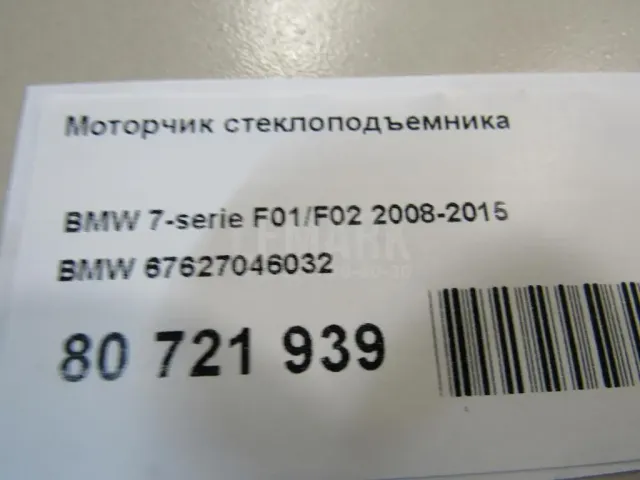 Моторчик стеклоподъемника
BMW 7-serie F01/F02 2008-2015
BMW 67627046032
80 721 939